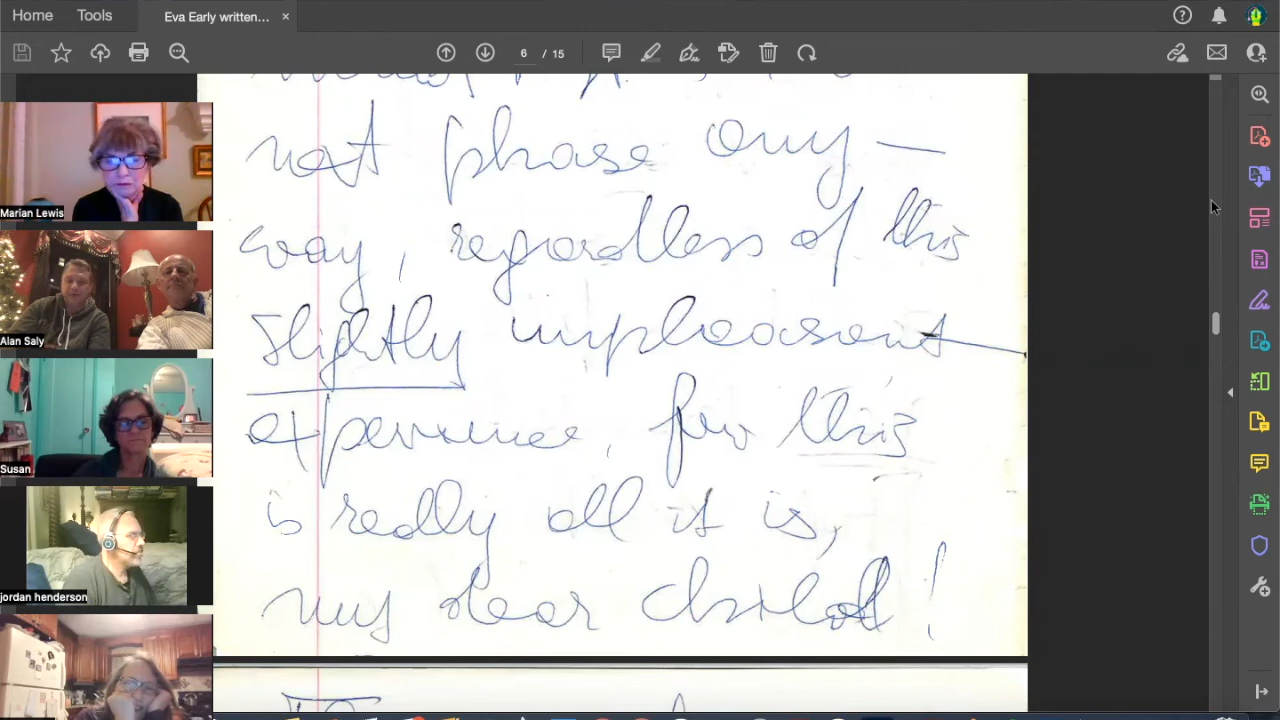 Home
Tools
Eva Early written...
×
6 / 15
not phase any —
way, regardless of this
slightly unpleasant
experience, for this
is really all it is,
my dear child!
Marian Lewis
Alan Saly
Susan
jordan henderson